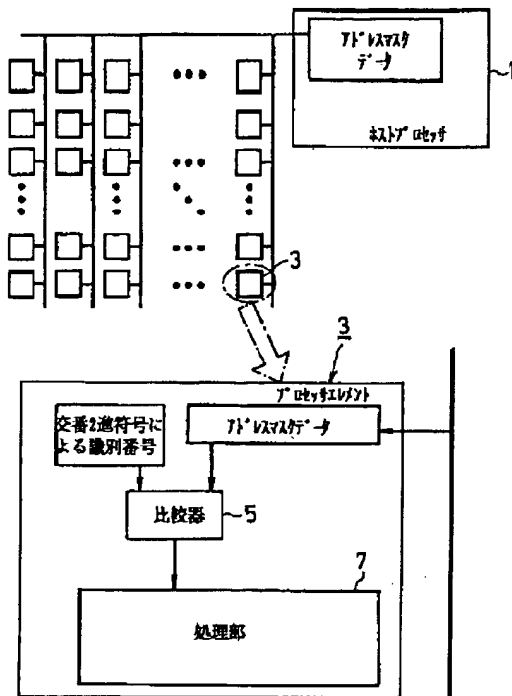 アドレスマスタ
データ
1
ホストプロセッサ
3
3
プロセッサエレメント
交番2進符号に
よる識別番号
アドレスマスタデータ
比較器
5
7
処理部